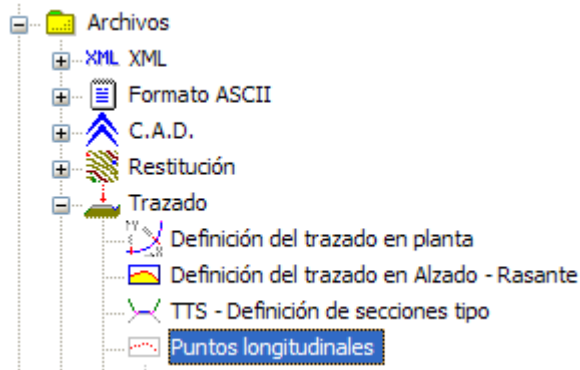 Archivos
XML XML
Formato ASCII
C.A.D.
Restitución
Trazado
Definición del trazado en planta
Definición del trazado en Alzado - Rasante
TTS - Definición de secciones tipo
Puntos longitudinales